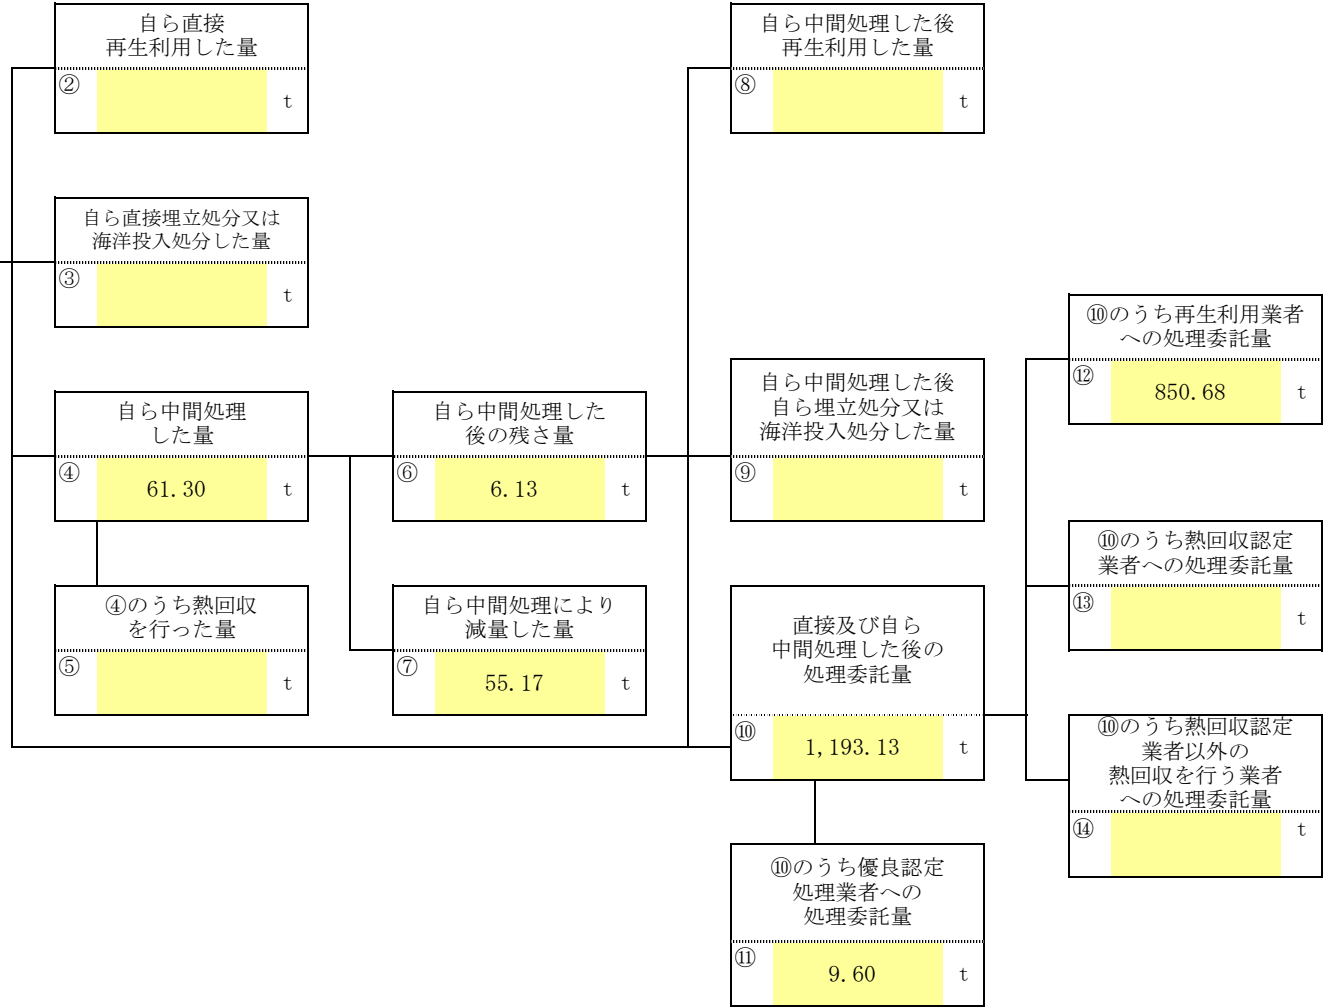 自ら直接
再生利用した量
②
t
自ら直接埋立処分又は
海洋投入処分した量
③
t
自ら中間処理
した量
④
61.30
t
④のうち熱回収
を行った量
⑤
t
自ら中間処理した
後の残さ量
⑥
6.13
t
自ら中間処理により
減量した量
⑦
55.17
t
自ら中間処理した後
再生利用した量
⑧
t
自ら中間処理した後
自ら埋立処分又は
海洋投入処分した量
⑨
t
直接及び自ら
中間処理した後の
処理委託量
⑩
1,193.13
t
⑩のうち優良認定
処理業者への
処理委託量
⑪
9.60
t
⑩のうち再生利用業者
への処理委託量
⑫
850.68
t
⑩のうち熱回収認定
業者への処理委託量
⑬
t
⑩のうち熱回収認定
業者以外の
熱回収を行う業者
への処理委託量
⑭
t